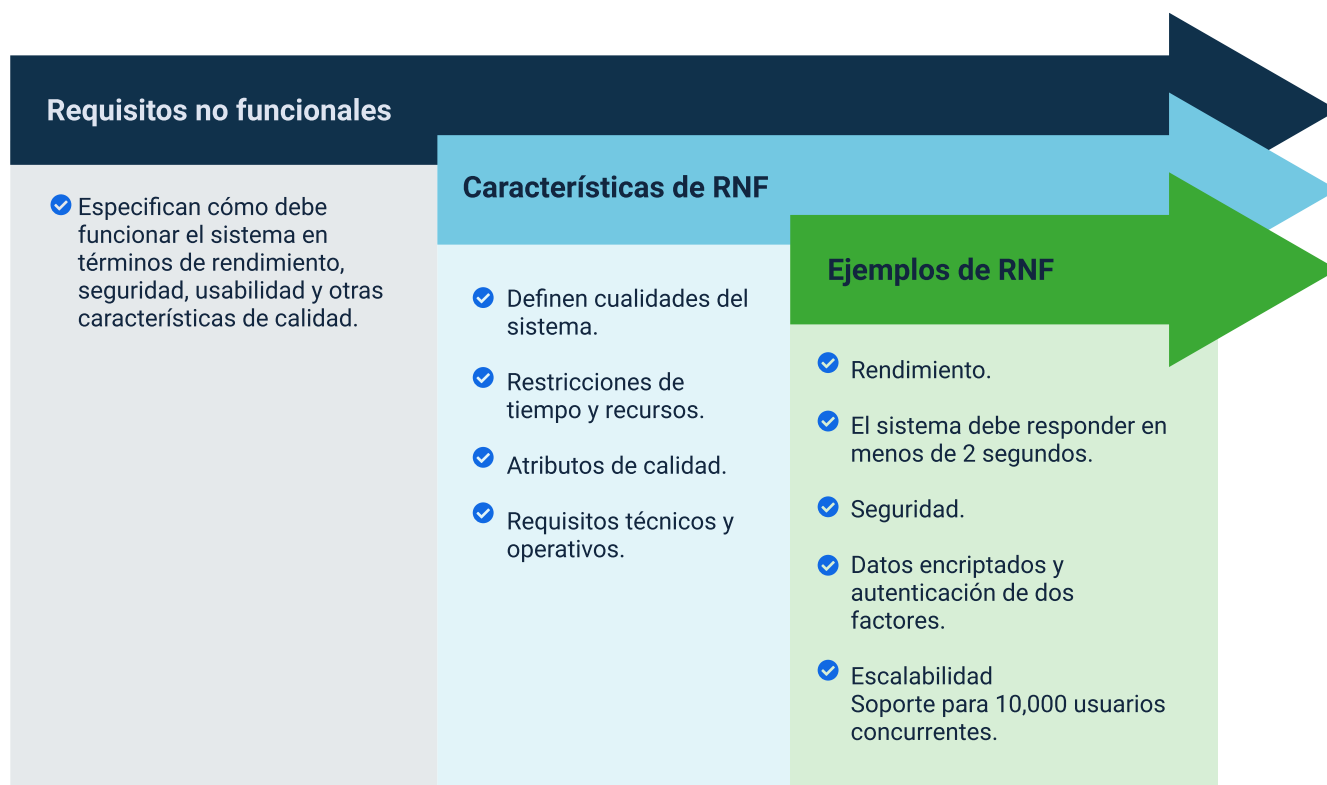 Requisitos no funcionales
Especifican cómo debe
funcionar el sistema en
términos de rendimiento,
seguridad, usabilidad y otras
características de calidad.
Características de RNF
Definen cualidades del
sistema.
Restricciones de
tiempo y recursos.
Atributos de calidad.
Requisitos técnicos y
operativos.
Ejemplos de RNF
Rendimiento.
El sistema debe responder en
menos de 2 segundos.
Seguridad.
Datos encriptados y
autenticación de dos
factores.
Escalabilidad
Soporte para 10,000 usuarios
concurrentes.